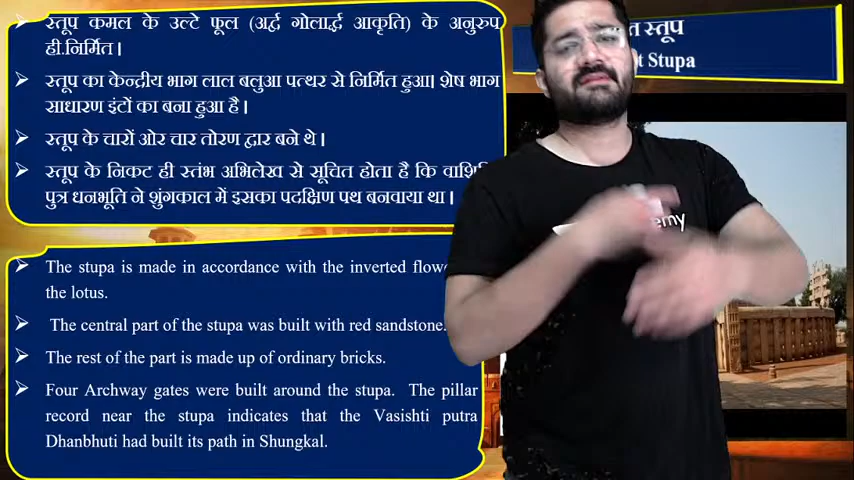 स्तूप कमल के उल्टे फूल (अर्द्ध गोलार्द्ध आकृति) के अनुरुप
ही.निर्मित।
स्तूप का केन्द्रीय भाग लाल बलुआ पत्थर से निर्मित हुआ। शेष भाग
साधारण इंटों का बना हुआ है।
स्तूप के चारों ओर चार तोरण द्वार बने थे।
स्तूप के निकट ही स्तंभ अभिलेख से सूचित होता है कि
पुत्र धनभूति ने शुंगकाल में इसका पदक्षिण पथ बनवाया था।
स्तूप
Stupa
The stupa is made in accordance with the inverted
the lotus.
The central part of the stupa was built with red sandstone.
The rest of the part is made up of ordinary bricks.
Four Archway gates were built around the stupa. The pillar
record near the stupa indicates that the Vasishti putra
Dhanbhuti had built its path in Shungkal.